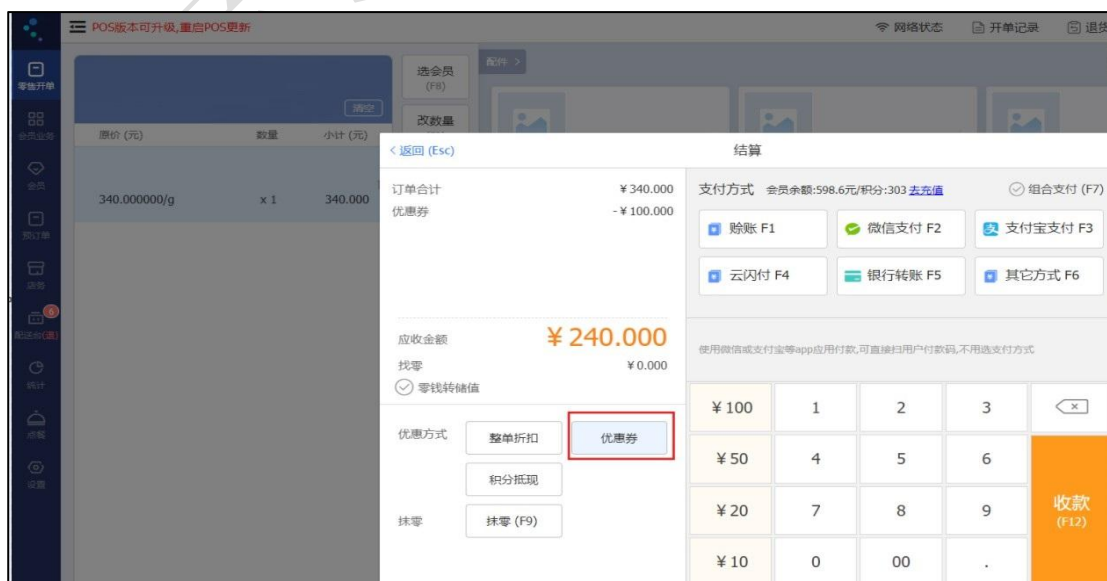 POS版本可升级,重启POS更新
网络状态
开单记录
退货
零售开单
会员业务
会员
预订单
店务
6
配送台(退)
统计
点餐
设置
清空
原价 (元) 数量 小计 (元)
340.000000/g x 1 340.000
选会员
(F8)
改数量
配件 >
< 返回 (Esc)
结算
订单合计 ¥ 340.000
优惠券 - ¥ 100.000
应收金额 ¥ 240.000
找零 ¥ 0.000
零钱转储值
优惠方式 整单折扣 优惠券
积分抵现
抹零 抹零 (F9)
支付方式 会员余额:598.6元/积分:303 去充值 组合支付 (F7)
赊账 F1 微信支付 F2 支付宝支付 F3
云闪付 F4 银行转账 F5 其它方式 F6
使用微信或支付宝等app应用付款,可直接扫用户付款码,不用选支付方式
¥ 100 1 2 3
¥ 50 4 5 6
¥ 20 7 8 9
¥ 10 0 00 .
收款
(F12)